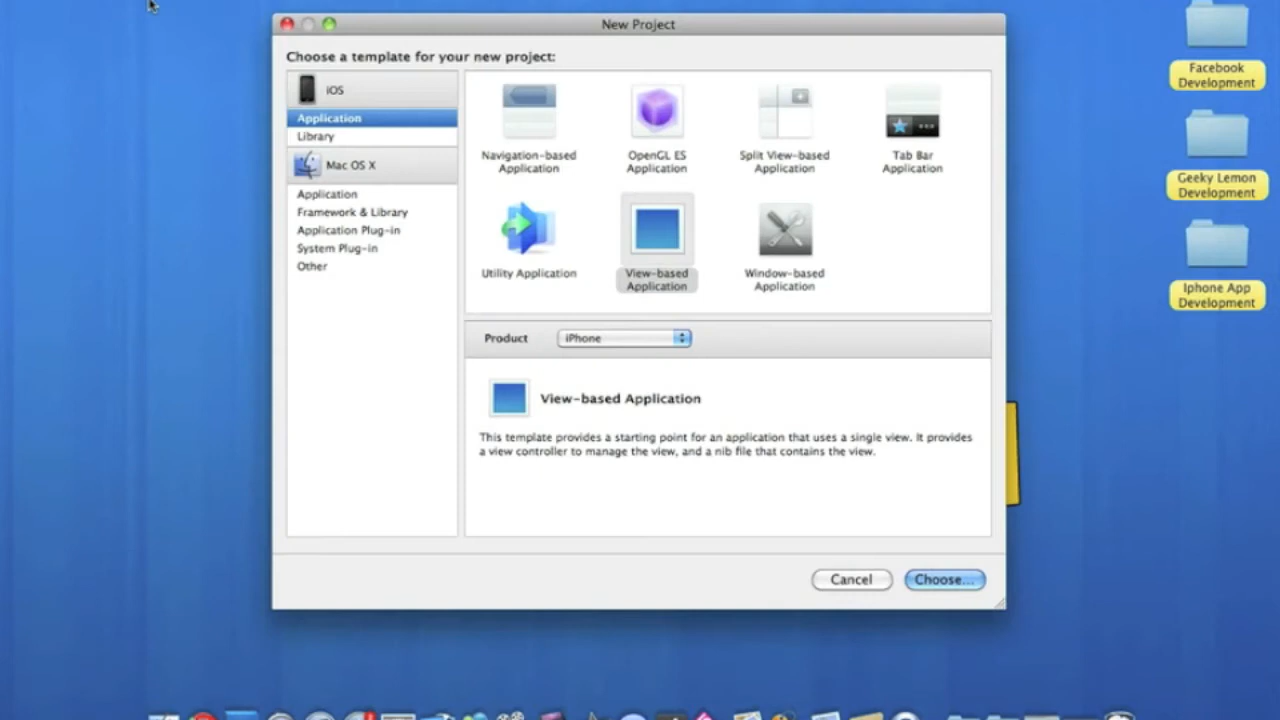 New Project
Choose a template for your new project:
iOS
Application
Library
Mac OS X
Application
Framework & Library
Application Plug-in
System Plug-in
Other
Navigation-based
Application
OpenGL ES
Application
Split View-based
Application
Tab Bar
Application
Utility Application
View-based
Application
Window-based
Application
Product
iPhone
View-based Application
This template provides a starting point for an application that uses a single view. It provides
a view controller to manage the view, and a nib file that contains the view.
Cancel
Choose...
Facebook
Development
Geeky Lemon
Development
Iphone App
Development